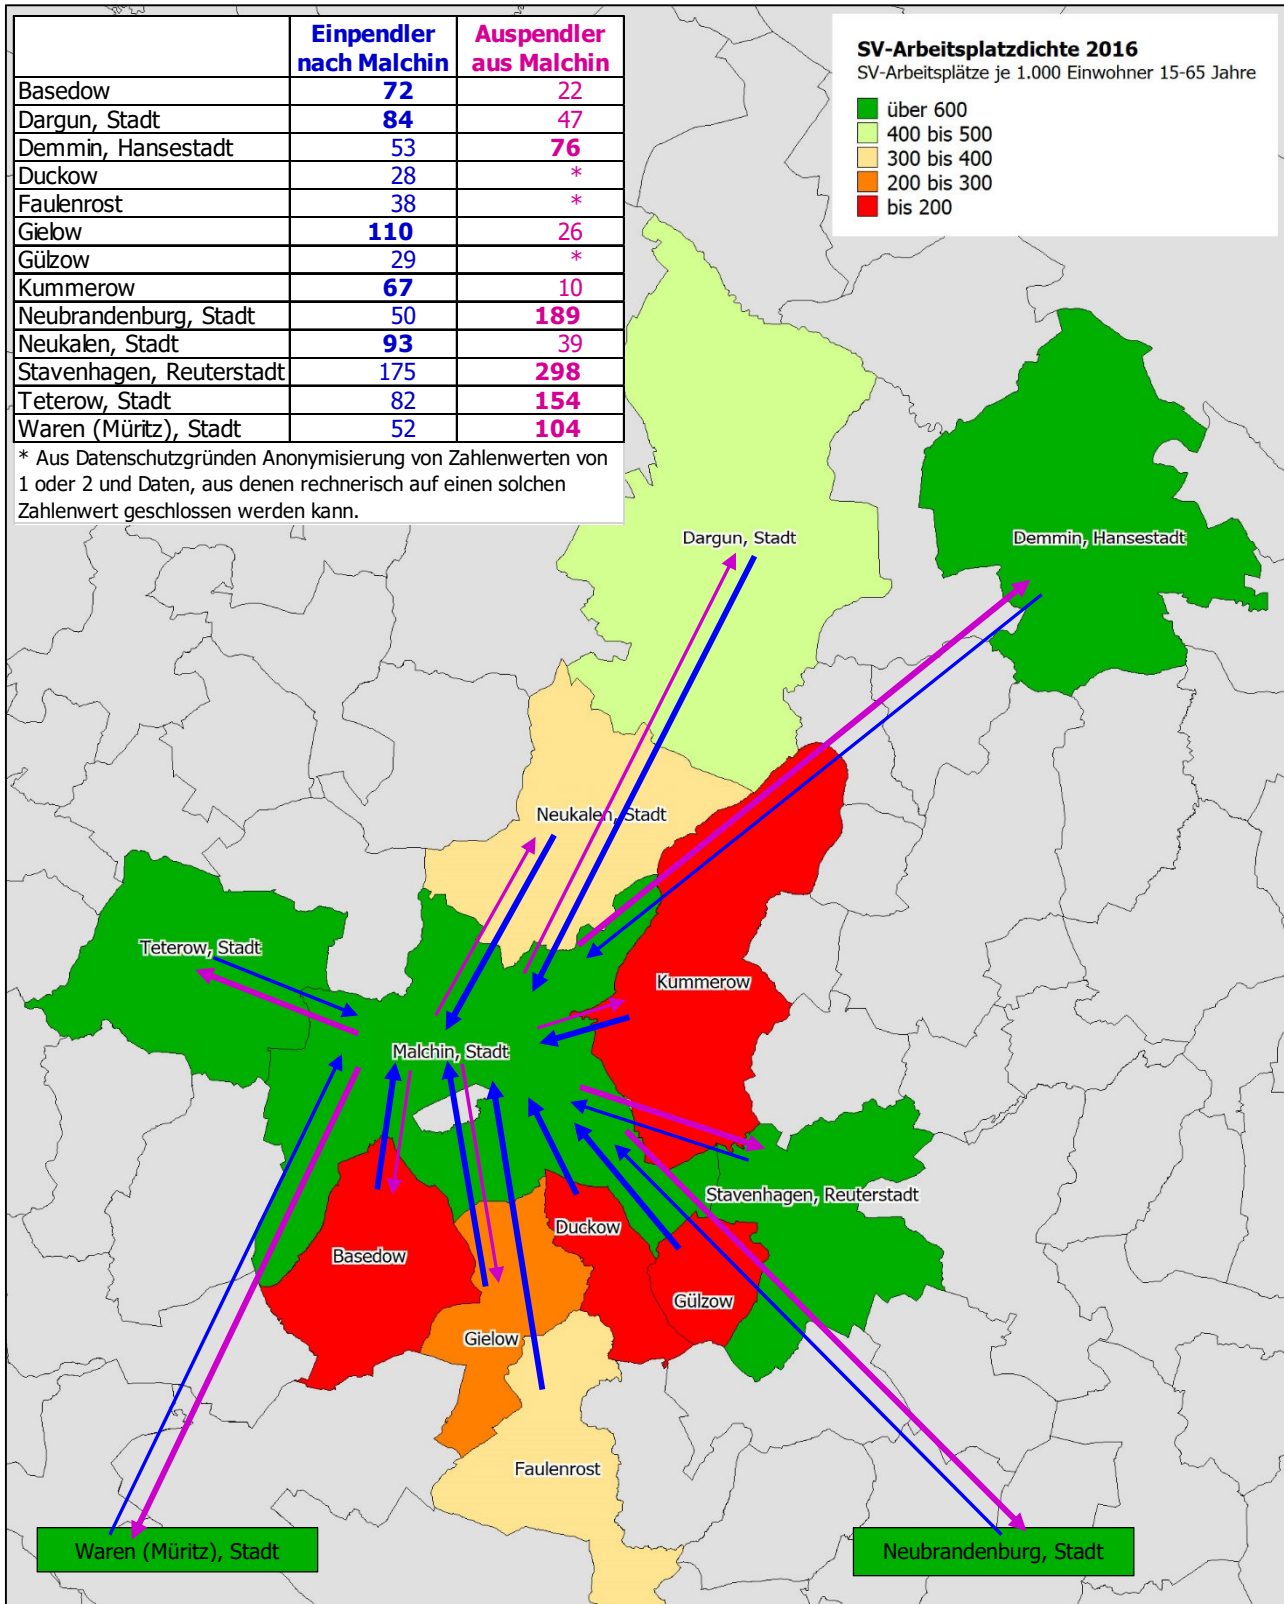 Einpendler Auspendler
nach Malchin aus Malchin
Basedow 72 22
Dargun, Stadt 84 47
Demmin, Hansestadt 53 76
Duckow 28 *
Faulenrost 38 *
Gielow 110 26
Gülzow 29 *
Kummerow 67 10
Neubrandenburg, Stadt 50 189
Neukalen, Stadt 93 39
Stavenhagen, Reuterstadt 175 298
Teterow, Stadt 82 154
Waren (Müritz), Stadt 52 104
* Aus Datenschutzgründen Anonymisierung von Zahlenwerten von
1 oder 2 und Daten, aus denen rechnerisch auf einen solchen
Zahlenwert geschlossen werden kann.
SV-Arbeitsplatzdichte 2016
SV-Arbeitsplätze je 1.000 Einwohner 15-65 Jahre
über 600
400 bis 500
300 bis 400
200 bis 300
bis 200
Dargun, Stadt
Demmin, Hansestadt
Neukalen, Stadt
Teterow, Stadt
Kummerow
Malchin, Stadt
Stavenhagen, Reuterstadt
Duckow
Basedow
Gülzow
Gielow
Faulenrost
Waren (Müritz), Stadt
Neubrandenburg, Stadt